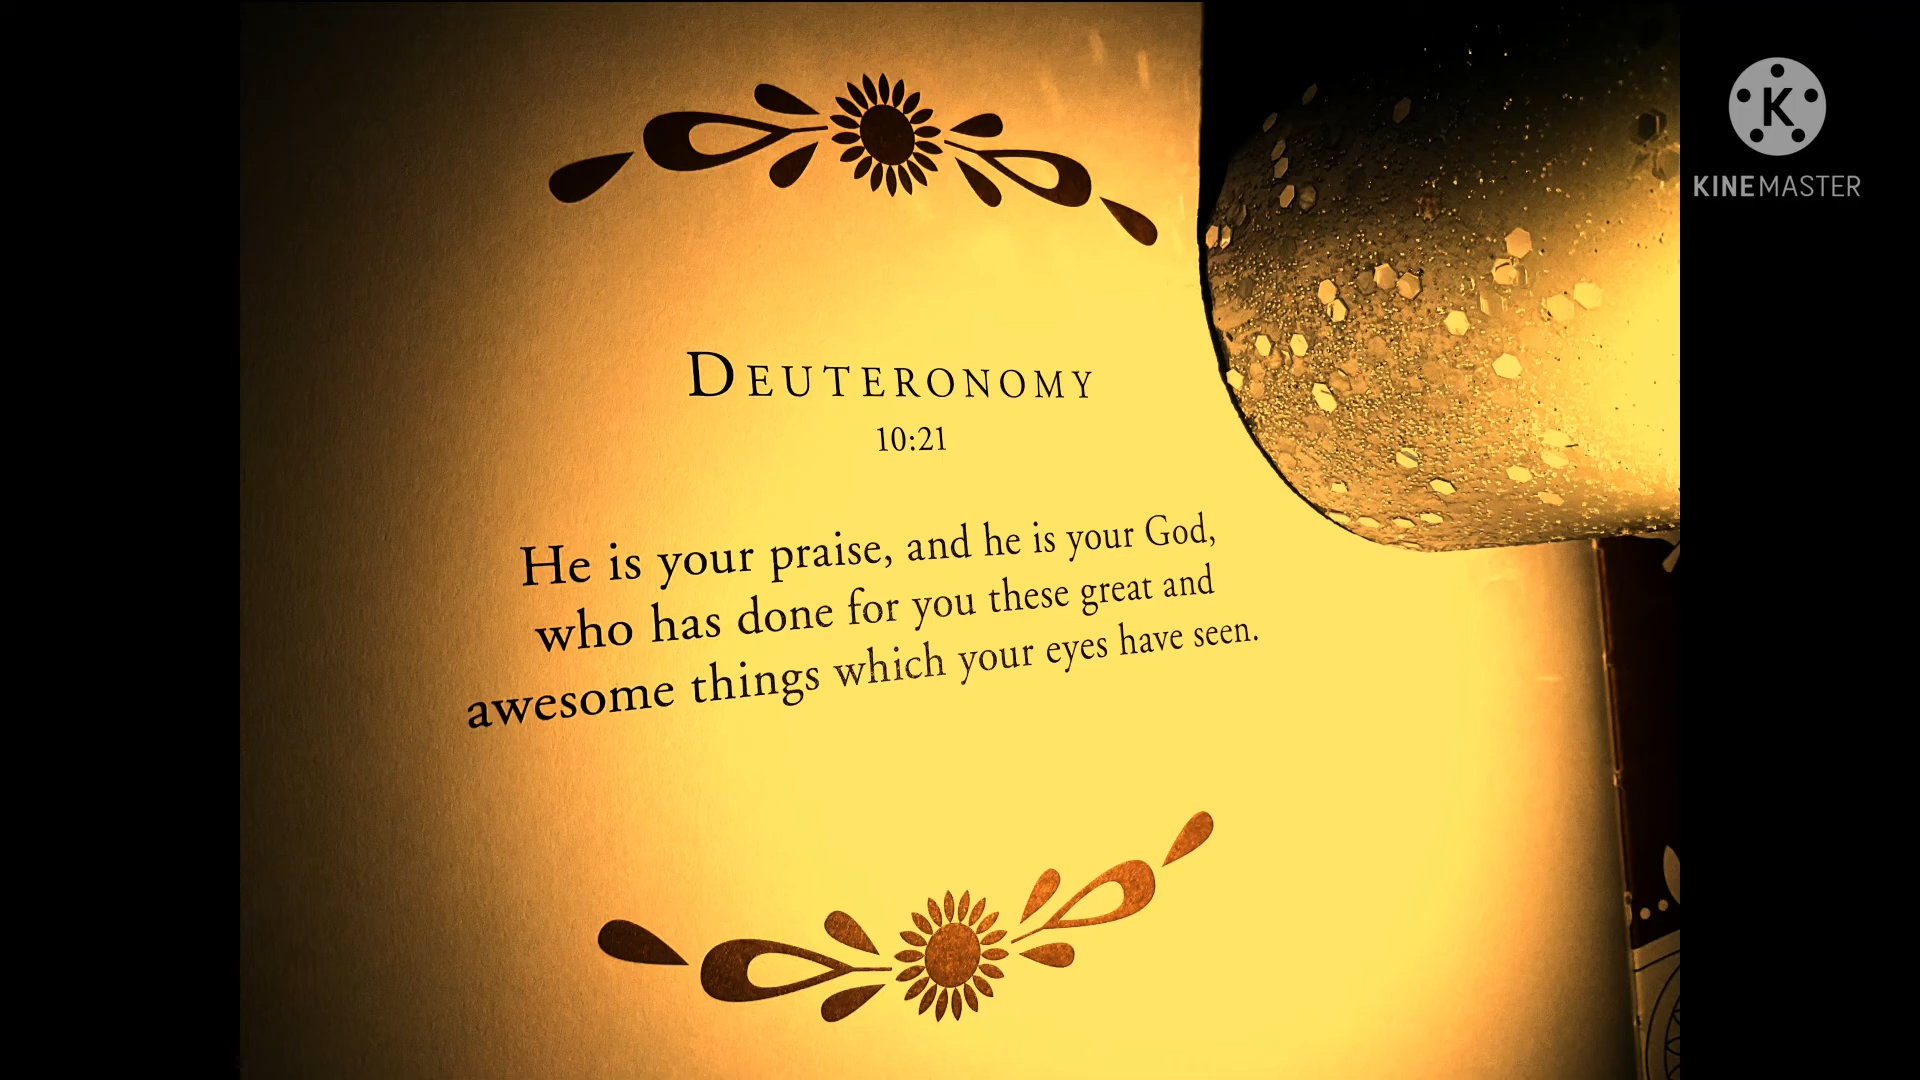 DEUTERONOMY
10:21
He is your praise, and he is your God,
who has done for you these great and
awesome things which your eyes have seen.
K
KINEMASTER